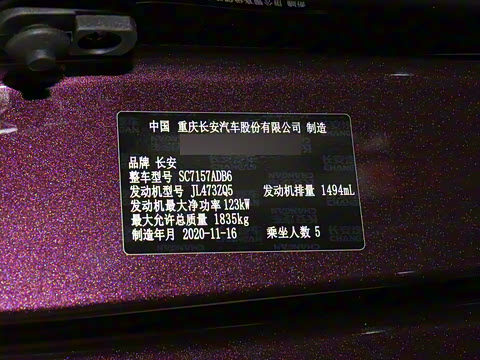 中国 重庆长安汽车股份有限公司 制造
品牌 长安
整车型号 SC7157ADB6
发动机型号 JL473ZQ5 发动机排量 1494mL
发动机最大净功率 123kW
最大允许总质量 1835kg
制造年月 2020-11-16 乘坐人数 5